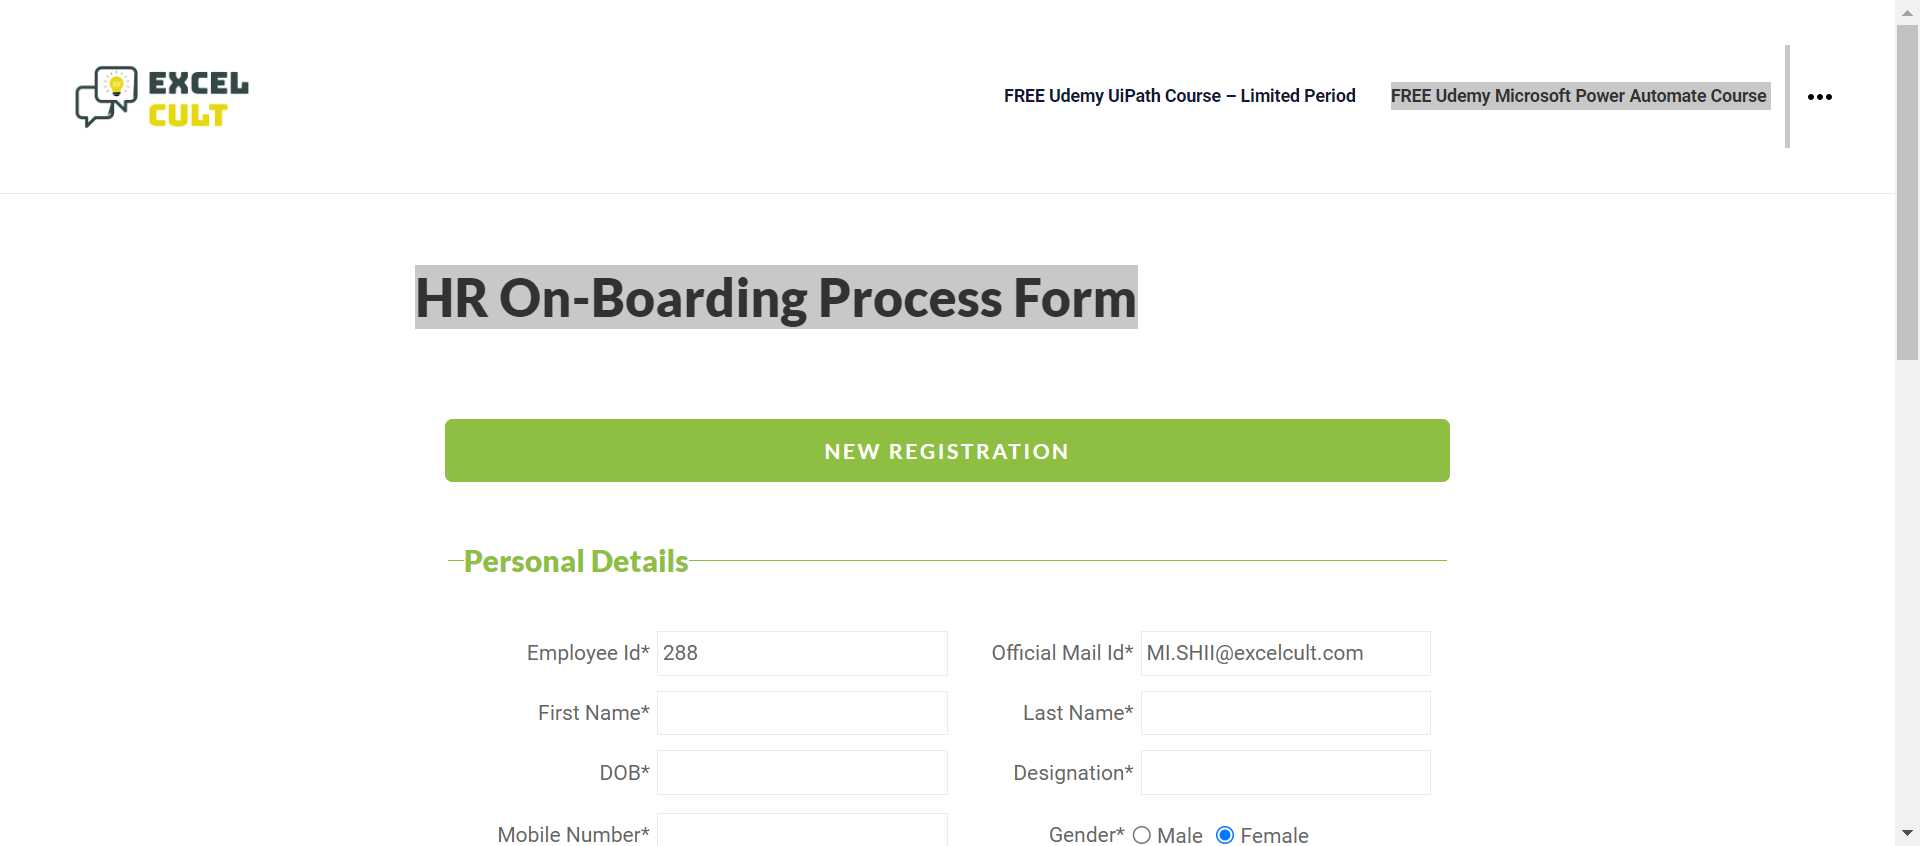 EXCEL
CULT
FREE Udemy UiPath Course – Limited Period
FREE Udemy Microsoft Power Automate Course
HR On-Boarding Process Form
NEW REGISTRATION
Personal Details
Employee Id* 288
Official Mail Id* MI.SHII@excelcult.com
First Name*
Last Name*
DOB*
Designation*
Mobile Number*
Gender* Male Female